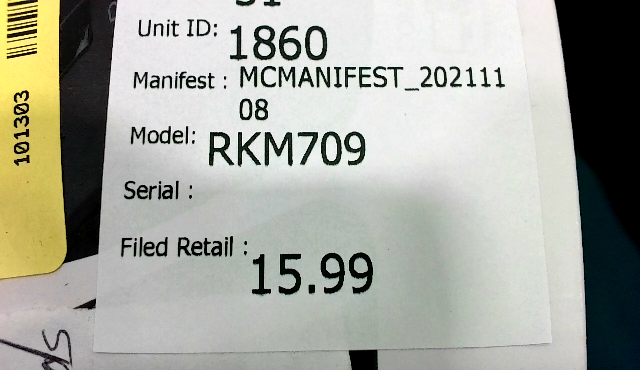 Unit ID: 1860
Manifest : MCMANIFEST_202111
08
Model: RKM709
Serial :
Filed Retail : 15.99
101303